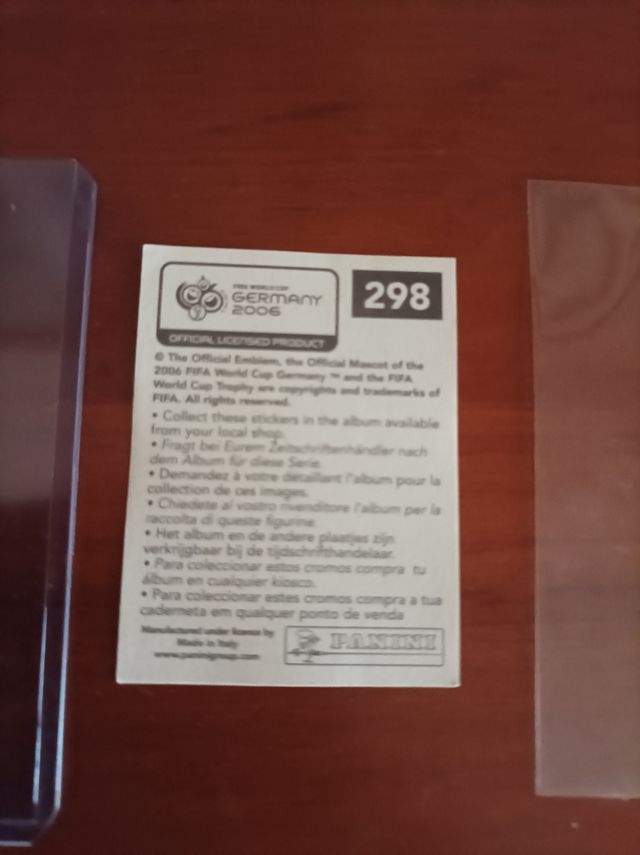 FIFA WORLD CUP
GERMANY
2006
OFFICIAL LICENSED PRODUCT
298
© The Official Emblem, the Official Mascot of the
2006 FIFA World Cup Germany ™ and the FIFA
World Cup Trophy are copyrights and trademarks of
FIFA. All rights reserved.
• Collect these stickers in the album available
from your local shop.
• Fragt bei Eurem Zeitschriftenhändler nach
dem Album für diese Serie.
• Demandez à votre détaillant l'album pour la
collection de ces images.
• Chiedete al vostro rivenditore l'album per la
raccolta di queste figurine.
• Het album en de andere plaatjes zijn
verkrijgbaar bij de tijdschrifthandelaar.
• Para coleccionar estos cromos compra tu
álbum en cualquier kiosco.
• Para coleccionar estes cromos compra a tua
caderneta em qualquer ponto de venda
Manufactured under licence by
Made in Italy
www.paninigroup.com
PANINI